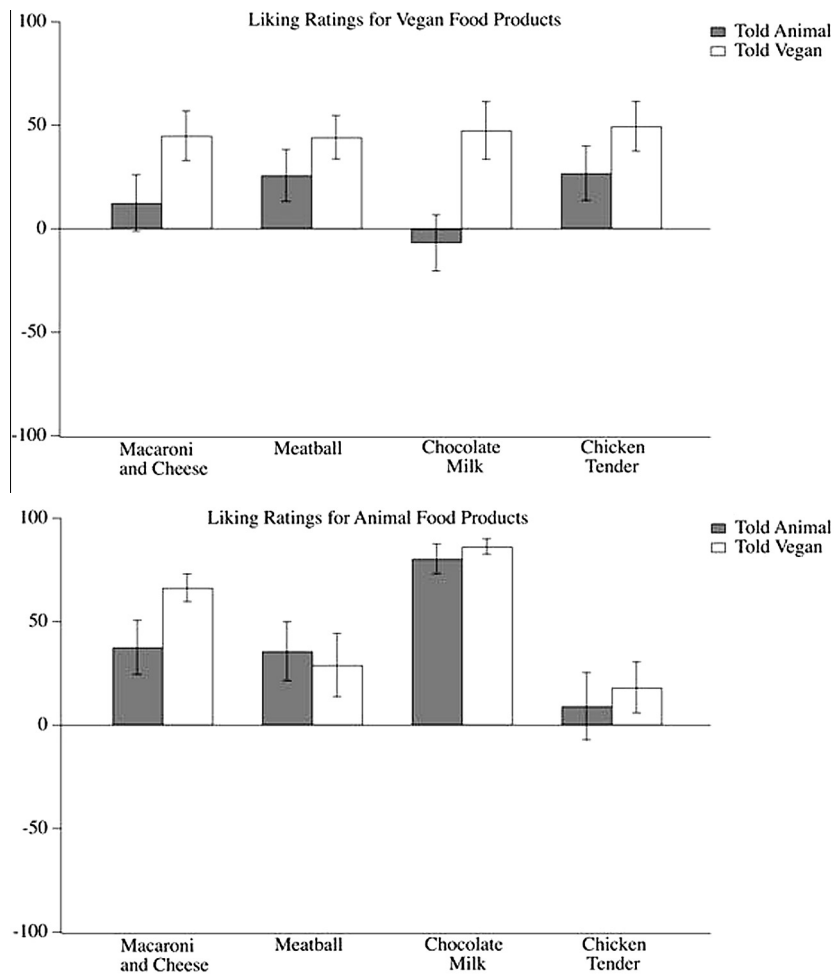 Liking Ratings for Vegan Food Products
Told Animal
Told Vegan
100
50
0
-50
-100
Macaroni
and Cheese
Meatball
Chocolate
Milk
Chicken
Tender
Liking Ratings for Animal Food Products
Told Animal
Told Vegan
100
50
0
-50
-100
Macaroni
and Cheese
Meatball
Chocolate
Milk
Chicken
Tender